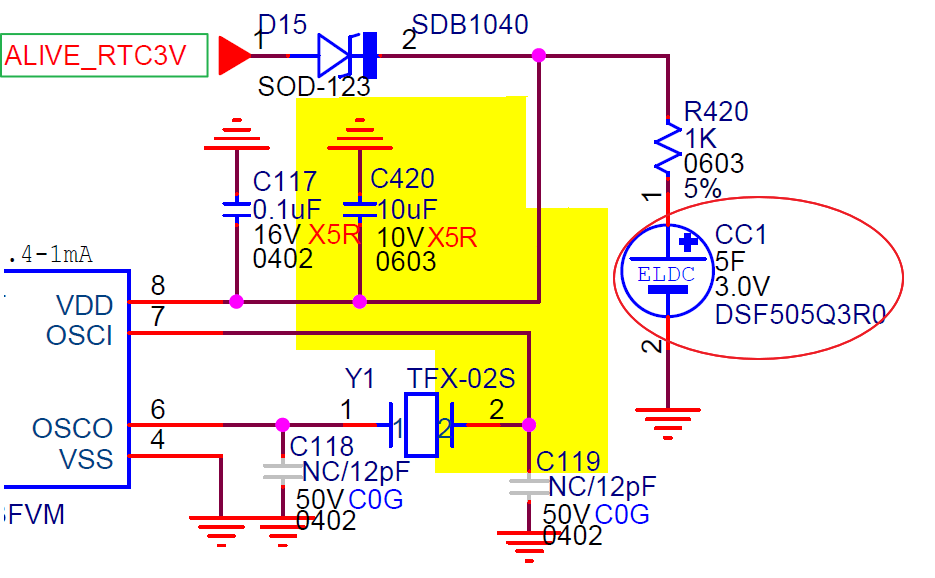 D15
SDB1040
ALIVE_RTC3V
1
2
SOD-123
R420
1K
0603
5%
C117
0.1uF
16V X5R
0402
C420
10uF
10V X5R
0603
1
CC1
5F
3.0V
DSF505Q3R0
ELDC
2
.4-1mA
VDD
8
OSCI
7
Y1
TFX-02S
OSCO
6
1
1
2
2
VSS
4
C118
NC/12pF
50V C0G
0402
C119
NC/12pF
50V C0G
0402
FVM